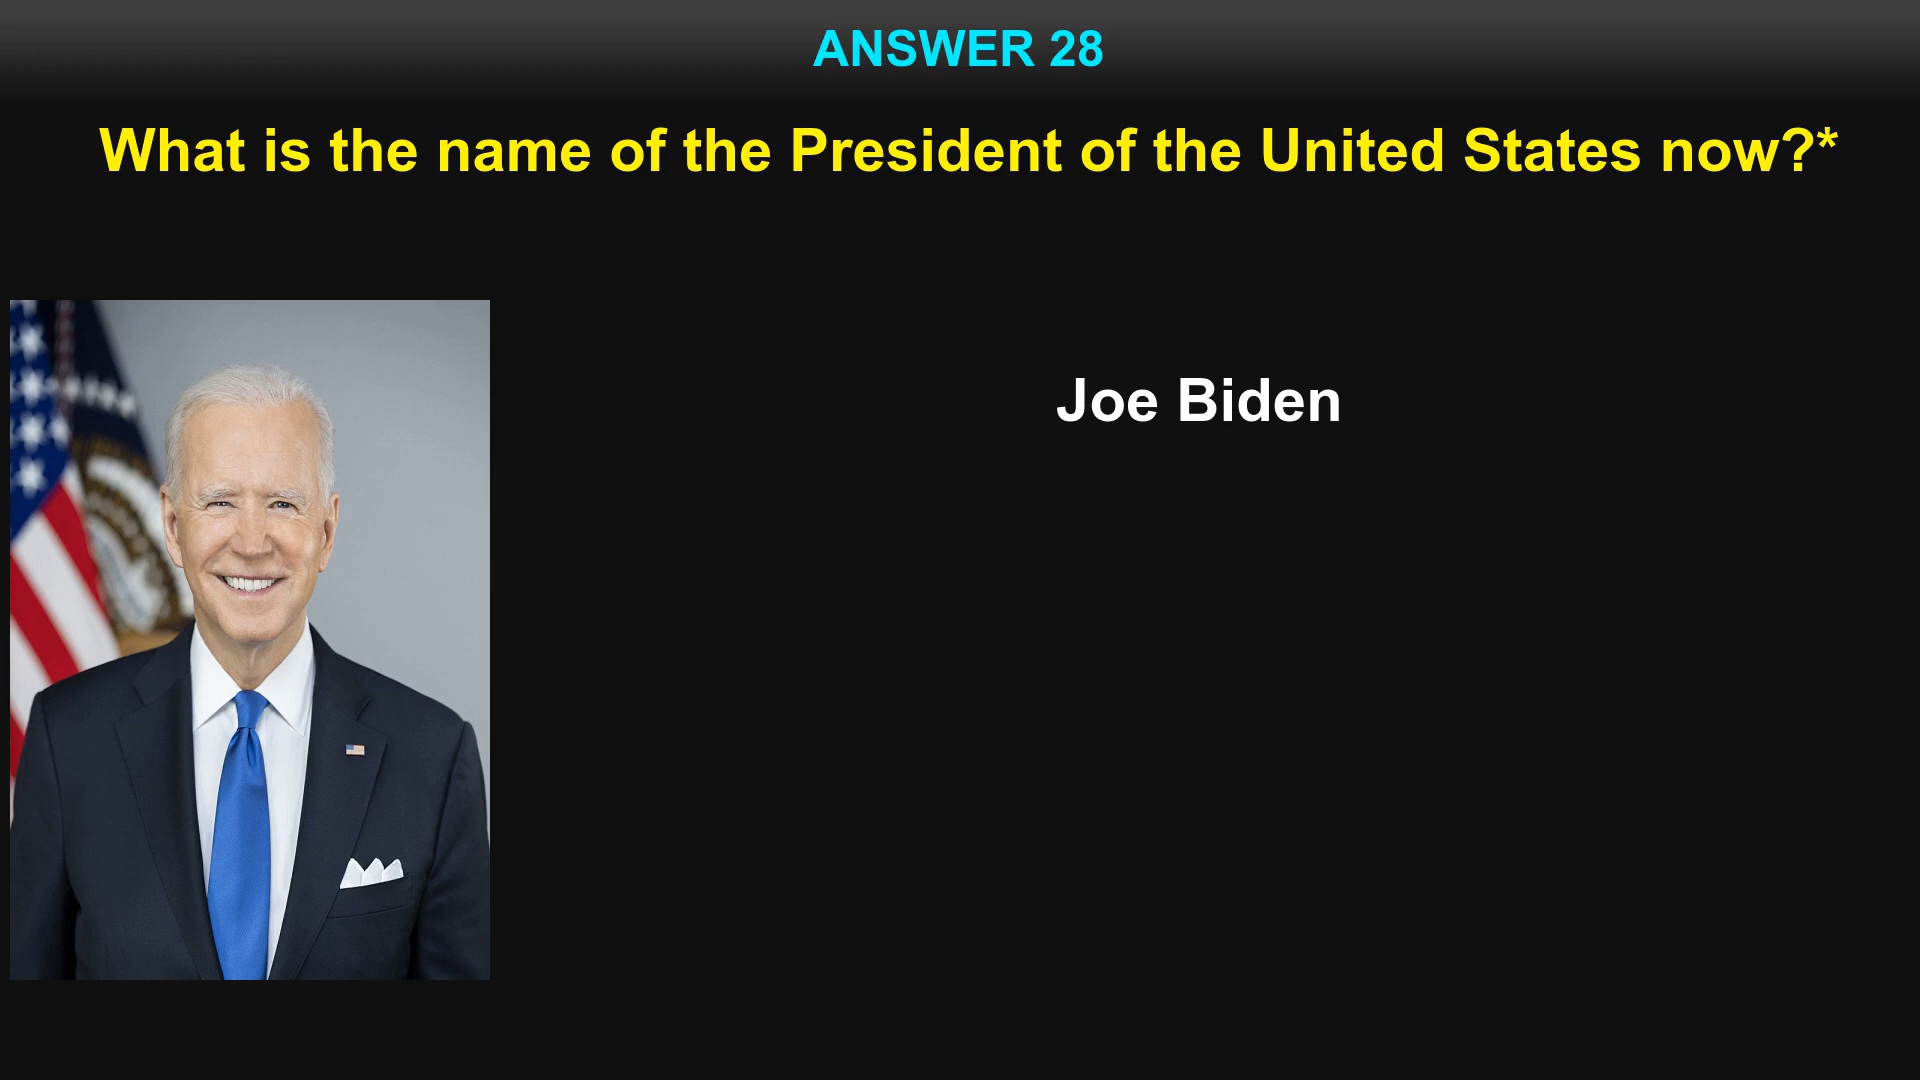 ANSWER 28
What is the name of the President of the United States now?*
Joe Biden